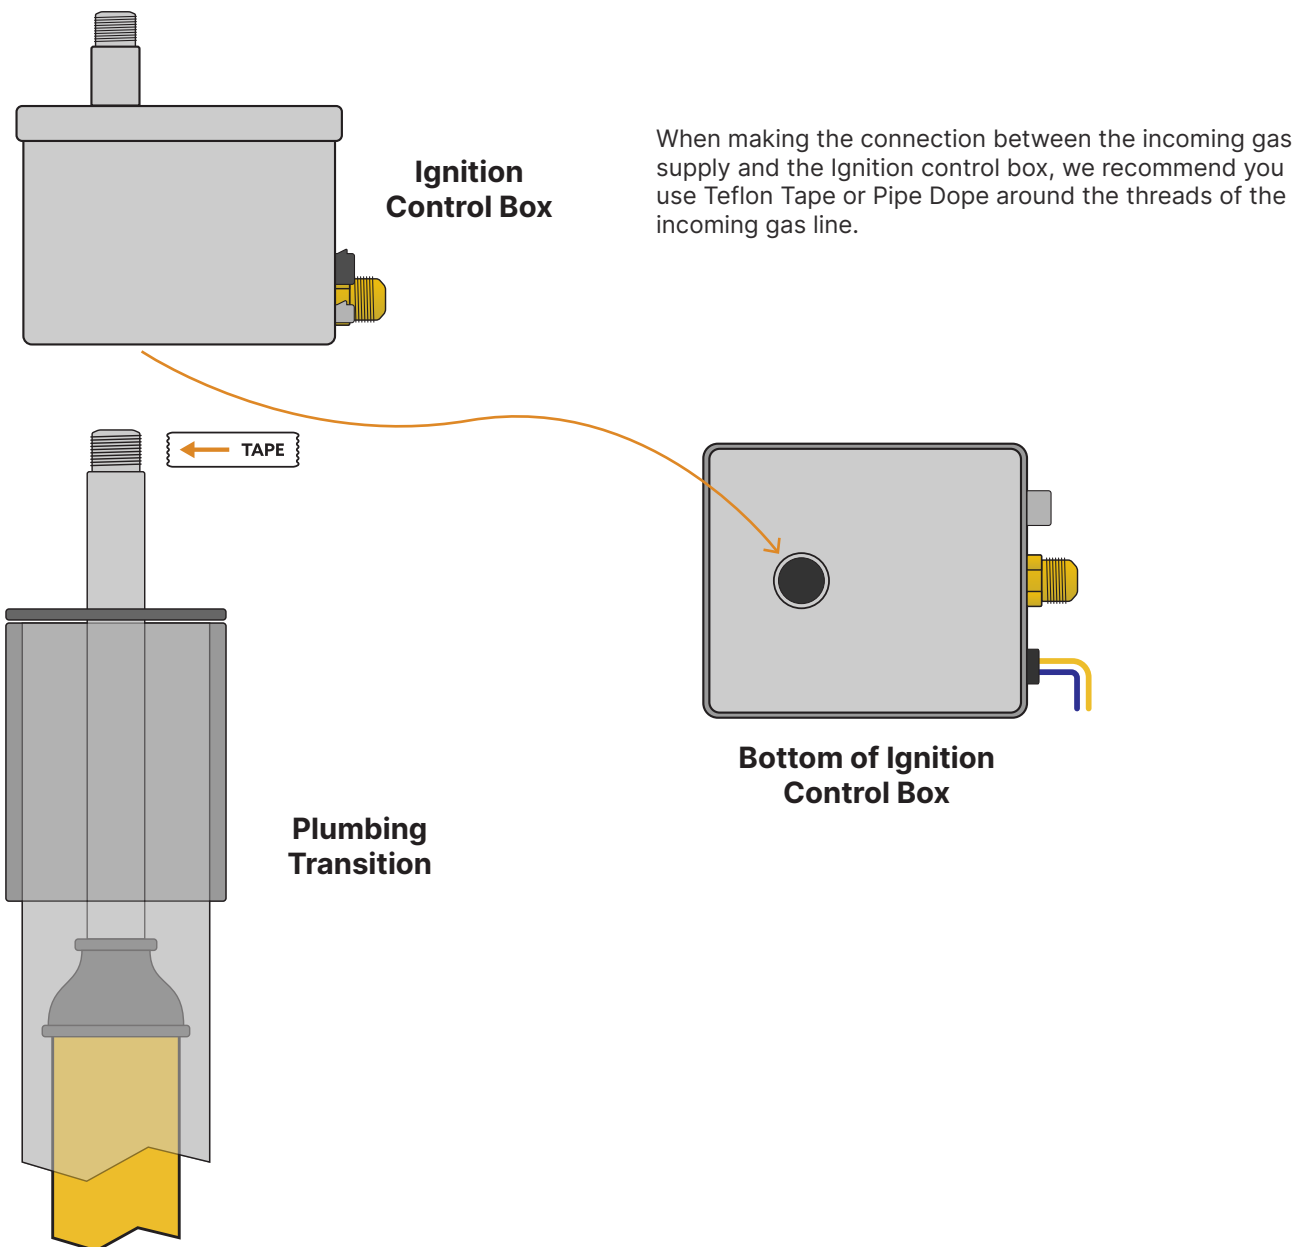 Ignition
Control Box
When making the connection between the incoming gas
supply and the Ignition control box, we recommend you
use Teflon Tape or Pipe Dope around the threads of the
incoming gas line.
TAPE
Bottom of Ignition
Control Box
Plumbing
Transition